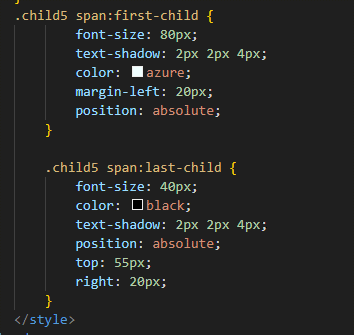 }
.child5 span:first-child {
font-size: 80px;
text-shadow: 2px 2px 4px;
color: azure;
margin-left: 20px;
position: absolute;
}
.child5 span:last-child {
font-size: 40px;
color: black;
text-shadow: 2px 2px 4px;
position: absolute;
top: 55px;
right: 20px;
}
</style>